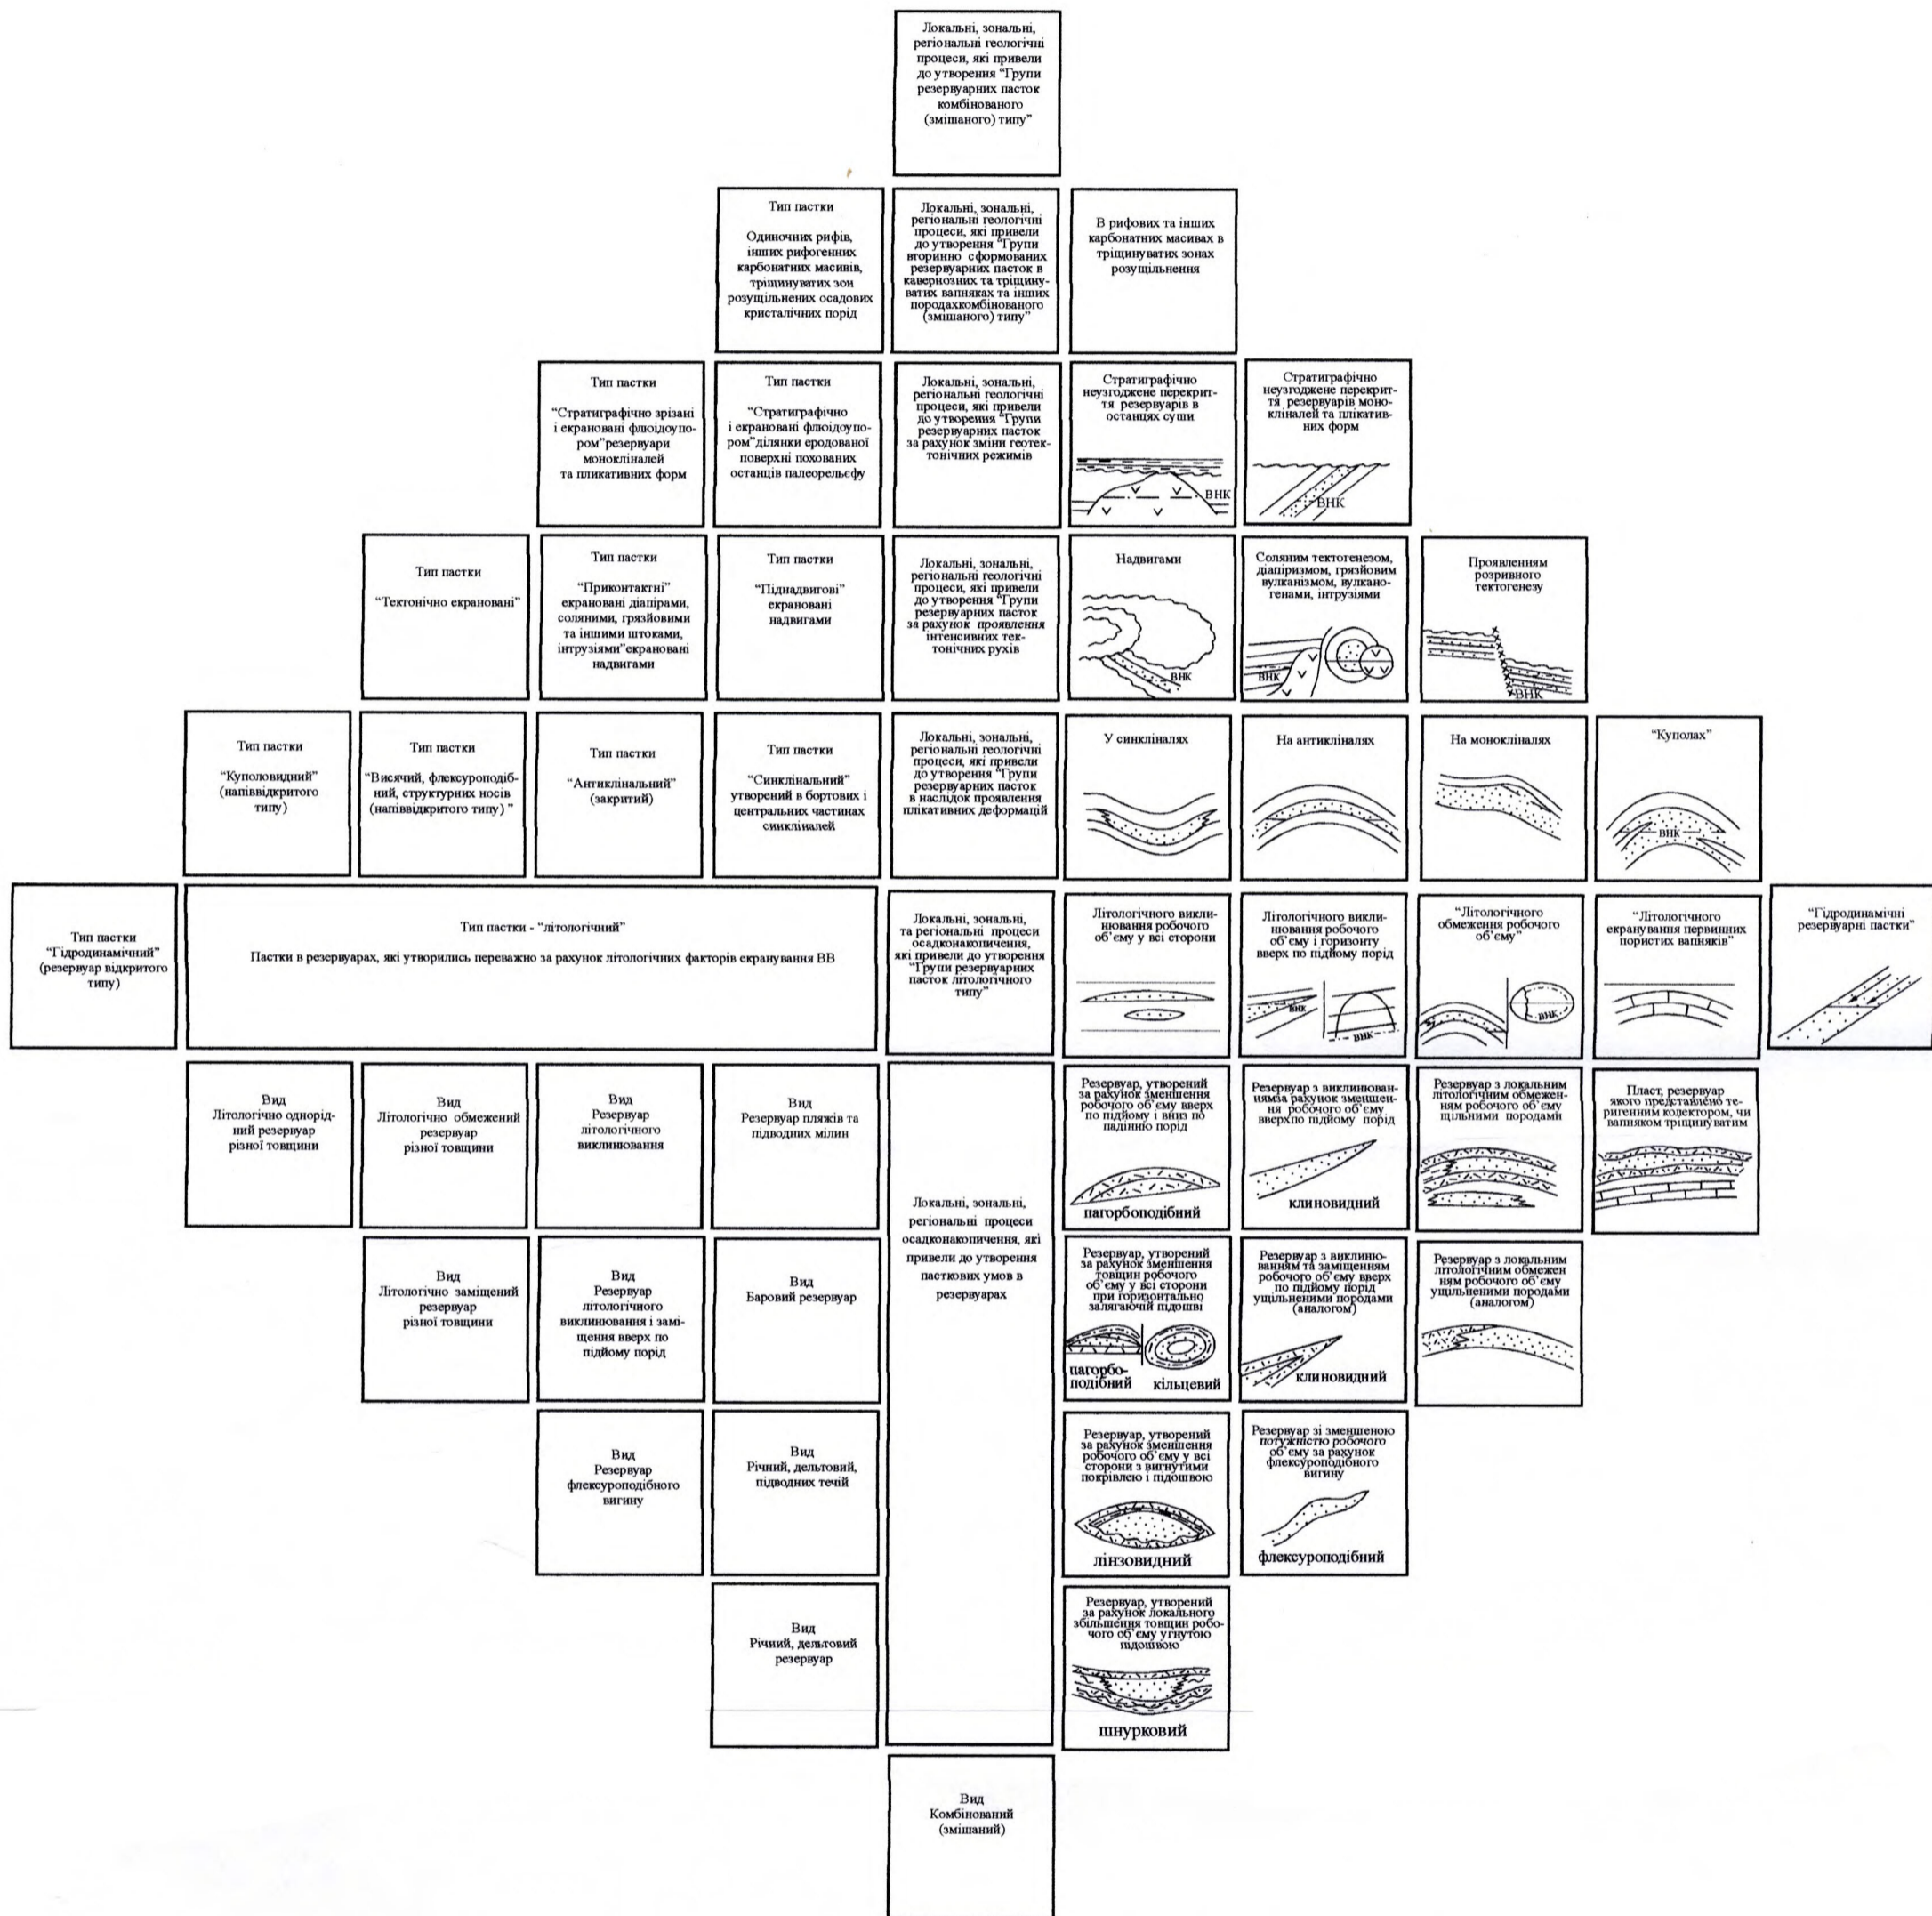 Локальні, зональні,
регіональні геологічні
процеси, які привели
до утворення “Групи
резервуарних пасток
комбінованого
(змішаного) типу”
Тип пастки
Одиночних рифів,
інших рифогенних
карбонатних масивів,
тріщинуватих зон
розущільнених осадових
кристалічних порід
Локальні, зональні,
регіональні геологічні
процеси, які привели
до утворення “Групи
вторинно сформованих
резервуарних пасток в
кавернозних та тріщину-
ватих вапняках та інших
породахкомбінованого
(змішаного) типу”
В рифових та інших
карбонатних масивах в
тріщинуватих зонах
розущільнення
Тип пастки
“Стратиграфічно зрізані
і екрановані флюідоупо-
ром”резервуари
монокліналей
та пликативних форм
Тип пастки
“Стратиграфічно
і екрановані флюідоупо-
ром”ділянки еродованої
поверхні похованих
останців палеорельєфу
Локальні, зональні,
регіональні геологічні
процеси, які привели
до утворення “Групи
резервуарних пасток
за рахунок зміни геотек-
тонічних режимів
Стратиграфічно
неузгоджене перекрит-
тя резервуарів в
останцях суши
ВНК
Стратиграфічно
неузгоджене перекрит-
тя резервуарів моно-
кліналей та плікатив-
них форм
ВНК
Тип пастки
“Тектонічно екрановані”
Тип пастки
“Приконтактні”
екрановані діапірами,
соляними, грязйовими
та іншими штоками,
інтрузіями”екрановані
надвигами
Тип пастки
“Піднадвигові”
екрановані
надвигами
Локальні, зональні,
регіональні геологічні
процеси, які привели
до утворення “Групи
резервуарних пасток
за рахунок проявлення
інтенсивних тек-
тонічних рухів
Надвигами
ВНК
Соляним тектогенезом,
діапіризмом, грязйовим
вулканізмом, вулкано-
генами, інтрузіями
ВНК
Проявленням
розривного
тектогенезу
ВНК
Тип пастки
“Куполовидний”
(напіввідкритого
типу)
Тип пастки
“Висячий, флексуроподіб-
ний, структурних носів
(напіввідкритого типу) ”
Тип пастки
“Антиклінальний”
(закритий)
Тип пастки
“Синклінальний”
утворений в бортових і
центральних частинах
синкліналей
Локальні, зональні,
регіональні геологічні
процеси, які привели
до утворення “Групи
резервуарних пасток
в наслідок проявлення
плікативних деформацій
У синкліналях
На антикліналях
На монокліналях
“Куполах”
ВНК
Тип пастки
“Гідродинамічний”
(резервуар відкритого
типу)
Тип пастки - “літологічний”
Пастки в резервуарах, які утворились переважно за рахунок літологічних факторів екранування ВВ
Локальні, зональні,
та регіональні процеси
осадконакопичення,
які привели до утворення
“Групи резервуарних
пасток літологічного
типу”
Літологічного викли-
нювання робочого
об’єму у всі сторони
Літологічного викли-
нювання робочого
об’єму і горизонту
вверх по підйому порід
ВНК
ВНК
“Літологічного
обмеження робочого
об’єму”
ВНК
“Літологічного
екранування первинних
пористих вапняків”
“Гідродинамічні
резервуарні пастки”
Вид
Літологічно однорід-
ний резервуар
різної товщини
Вид
Літологічно обмежений
резервуар
різної товщини
Вид
Резервуар
літологічного
виклинювання
Вид
Резервуар пляжів та
підводних мілин
Локальні, зональні,
регіональні процеси
осадконакопичення, які
привели до утворення
пасткових умов в
резервуарах
Резервуар, утворений
за рахунок зменшення
робочого об’єму вверх
по підйому і вниз по
падінню порід
пагорбоподібний
Резервуар з виклинюван-
нямза рахунок зменшен-
ня робочого об’єму
вверхпо підйому порід
клиновидний
Резервуар з локальним
літологічним обмежен-
ням робочого об’єму
щільними породами
Пласт, резервуар
якого представлено те-
ригенним колектором, чи
вапняком тріщинуватим
Вид
Літологічно заміщений
резервуар
різної товщини
Вид
Резервуар
літологічного
виклинювання і замі-
щення вверх по
підйому порід
Вид
Баровий резервуар
Резервуар, утворений
за рахунок зменшення
товщин робочого
об’єму у всі сторони
при горизонтально
залягаючій підошві
пагорбо-
подібний кільцевий
Резервуар з виклиню-
ванням та заміщенням
робочого об’єму вверх
по підйому порід
ущільненими породами
(аналогом)
клиновидний
Резервуар з локальним
літологічним обмежен
ням робочого об’єму
ущільненими породами
(аналогом)
Вид
Резервуар
флексуроподібного
вигину
Вид
Річний, дельтовий,
підводних течій
Резервуар, утворений
за рахунок зменшення
робочого об’єму у всі
сторони з вигнутими
покрівлею і підошвою
лінзовидний
Резервуар зі зменшеною
потужністю робочого
об’єму за рахунок
флексуроподібного
вигину
флексуроподібний
Вид
Річний, дельтовий
резервуар
Резервуар, утворений
за рахунок локального
збільшення товщин робо-
чого об’єму угнутою
підошвою
шнурковий
Вид
Комбінований
(змішаний)